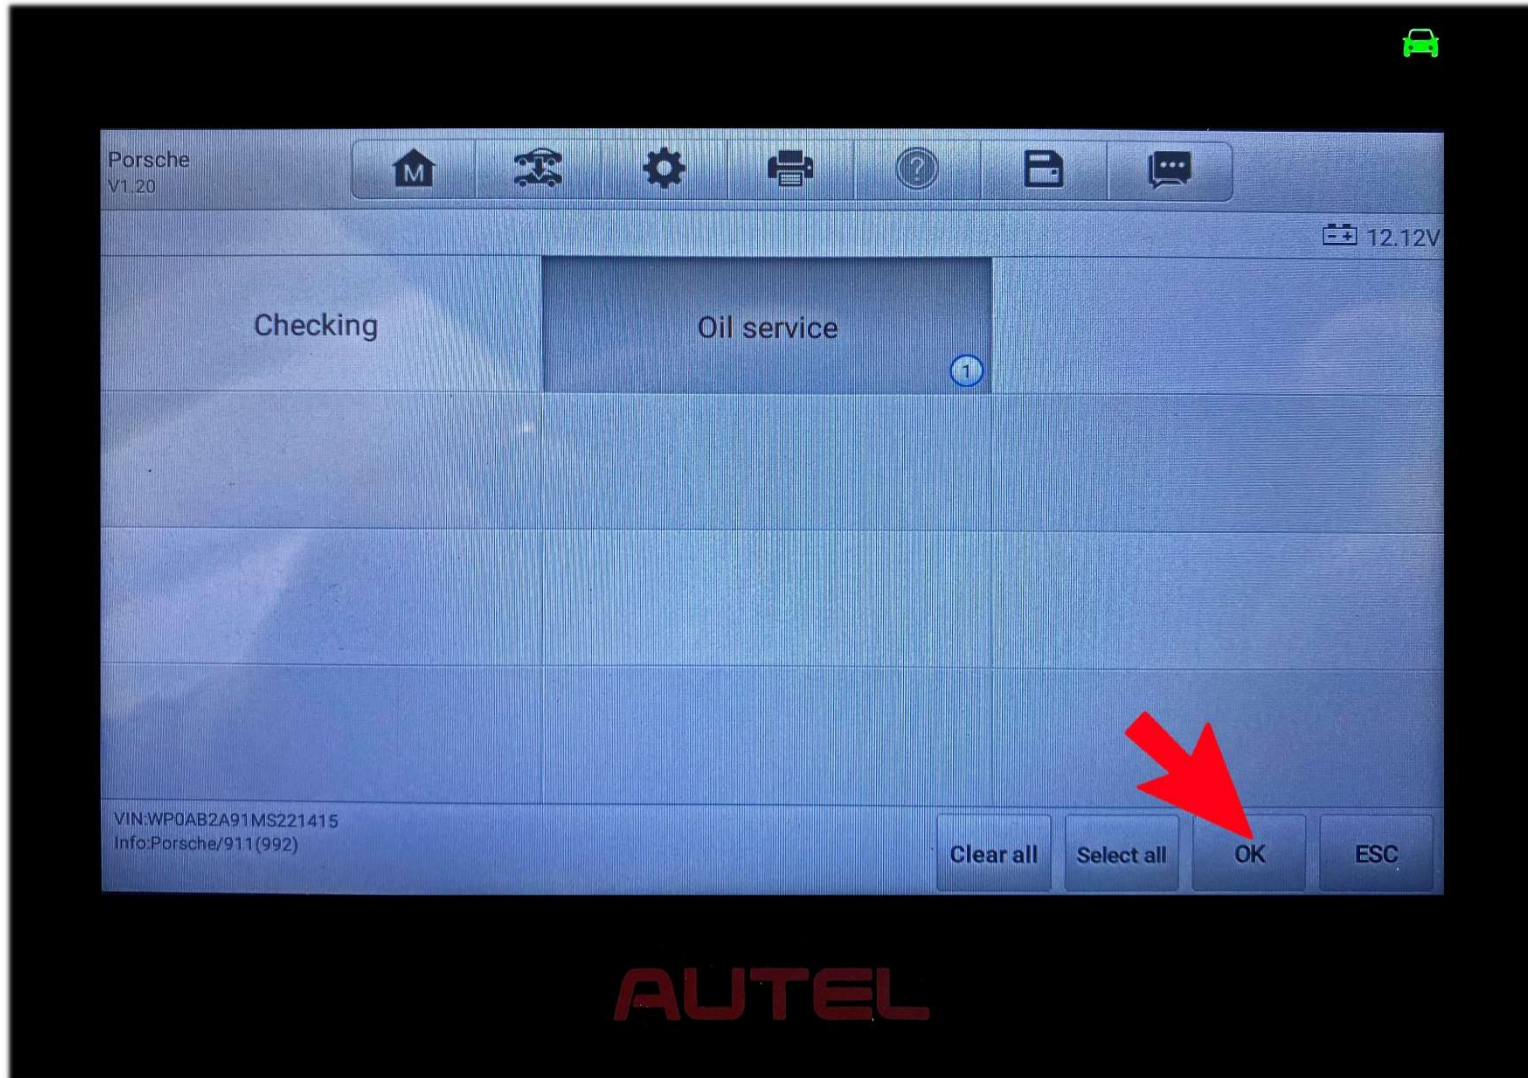 Porsche
V1.20
M
?
12.12V
Checking
Oil service
1
VIN:WP0AB2A91MS221415
Info:Porsche/911(992)
Clear all
Select all
OK
ESC
AUTEL